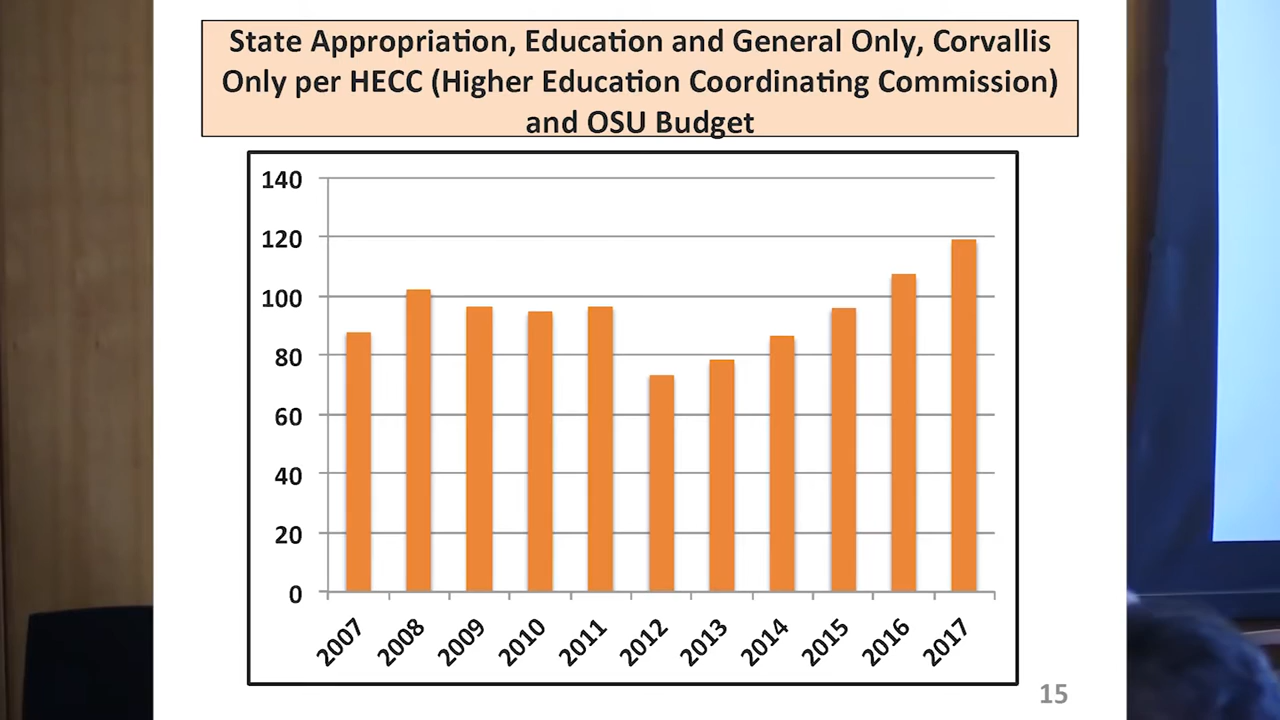 State Appropriation, Education and General Only, Corvallis
Only per HECC (Higher Education Coordinating Commission)
and OSU Budget
140
120
100
80
60
40
20
0
2007 2008 2009 2010 2011 2012 2013 2014 2015 2016 2017
15